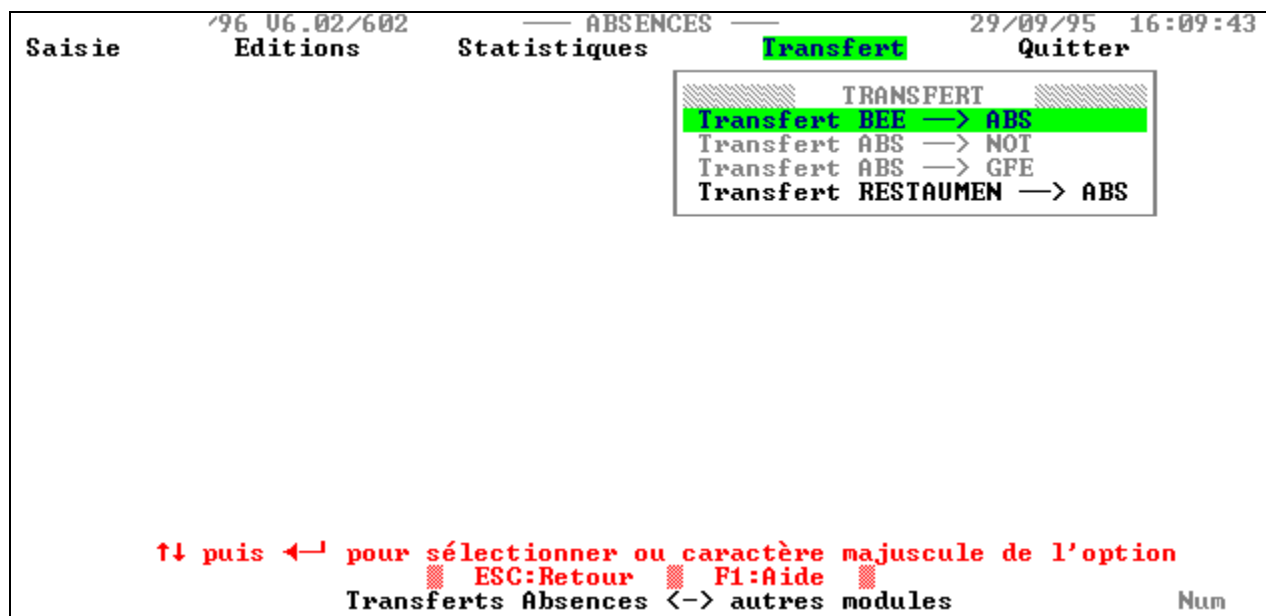 '96 V6.02/602 ── ABSENCES ── 29/09/95 16:09:43
Saisie Editions Statistiques Transfert Quitter
TRANSFERT
Transfert BEE ──> ABS
Transfert ABS ──> NOT
Transfert ABS ──> GFE
Transfert RESTAUMEN ──> ABS
↑↓ puis ◄─┘ pour sélectionner ou caractère majuscule de l'option
ESC:Retour F1:Aide
Transferts Absences <-> autres modules Num